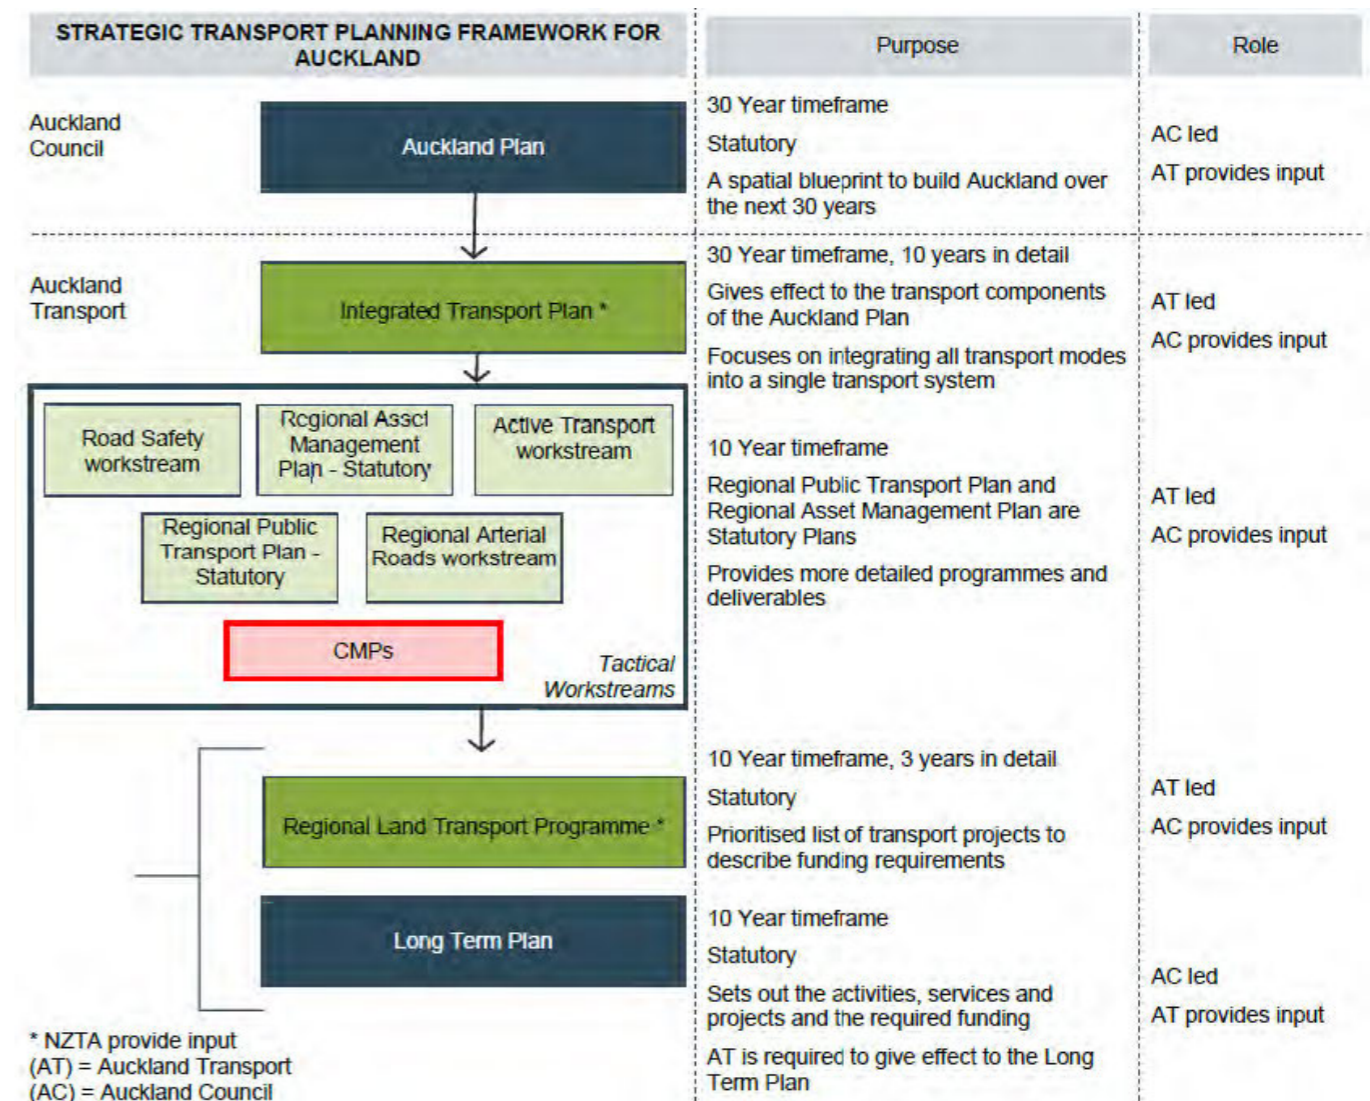 STRATEGIC TRANSPORT PLANNING FRAMEWORK FOR
AUCKLAND
Purpose
Role
Auckland
Council
Auckland Plan
30 Year timeframe
Statutory
A spatial blueprint to build Auckland over
the next 30 years
AC led
AT provides input
Auckland
Transport
Integrated Transport Plan *
30 Year timeframe, 10 years in detail
Gives effect to the transport components
of the Auckland Plan
Focuses on integrating all transport modes
into a single transport system
AT led
AC provides input
Road Safety
workstream
Regional Asset
Management
Plan - Statutory
Active Transport
workstream
Regional Public
Transport Plan -
Statutory
Regional Arterial
Roads workstream
CMPs
Tactical
Workstreams
10 Year timeframe
Regional Public Transport Plan and
Regional Asset Management Plan are
Statutory Plans
Provides more detailed programmes and
deliverables
AT led
AC provides input
Regional Land Transport Programme *
10 Year timeframe, 3 years in detail
Statutory
Prioritised list of transport projects to
describe funding requirements
AT led
AC provides input
Long Term Plan
10 Year timeframe
Statutory
Sets out the activities, services and
projects and the required funding
AT is required to give effect to the Long
Term Plan
AC led
AT provides input
* NZTA provide input
(AT) = Auckland Transport
(AC) = Auckland Council